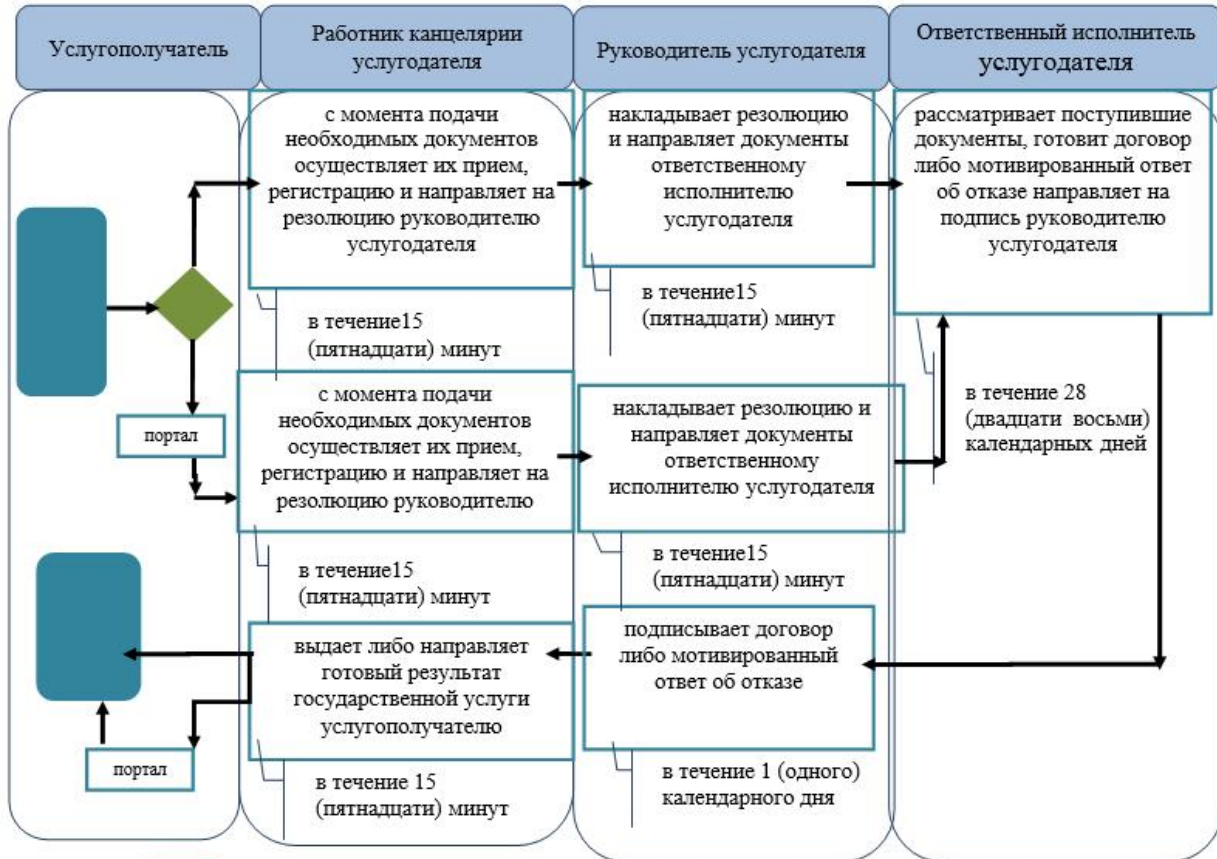 Услугополучатель
Работник канцелярии
услугодателя
Руководитель услугодателя
Ответственный исполнитель
услугодателя
с момента подачи
необходимых документов
осуществляет их прием,
регистрацию и направляет на
резолюцию руководителю
услугодателя
накладывает резолюцию
и направляет документы
ответственному
исполнителю
услугодателя
рассматривает поступившие
документы, готовит договор
либо мотивированный ответ
об отказе направляет на
подпись руководителю
услугодателя
в течение15
(пятнадцати) минут
в течение15
(пятнадцати) минут
в течение 28
(двадцати восьми)
календарных дней
портал
с момента подачи
необходимых документов
осуществляет их прием,
регистрацию и направляет на
резолюцию руководителю
накладывает резолюцию и
направляет документы
ответственному
исполнителю услугодателя
в течение15
(пятнадцати) минут
в течение15
(пятнадцати) минут
подписывает договор
либо мотивированный
ответ об отказе
выдает либо направляет
готовый результат
государственной услуги
услугополучателю
портал
в течение 15
(пятнадцати) минут
в течение 1 (одного)
календарного дня